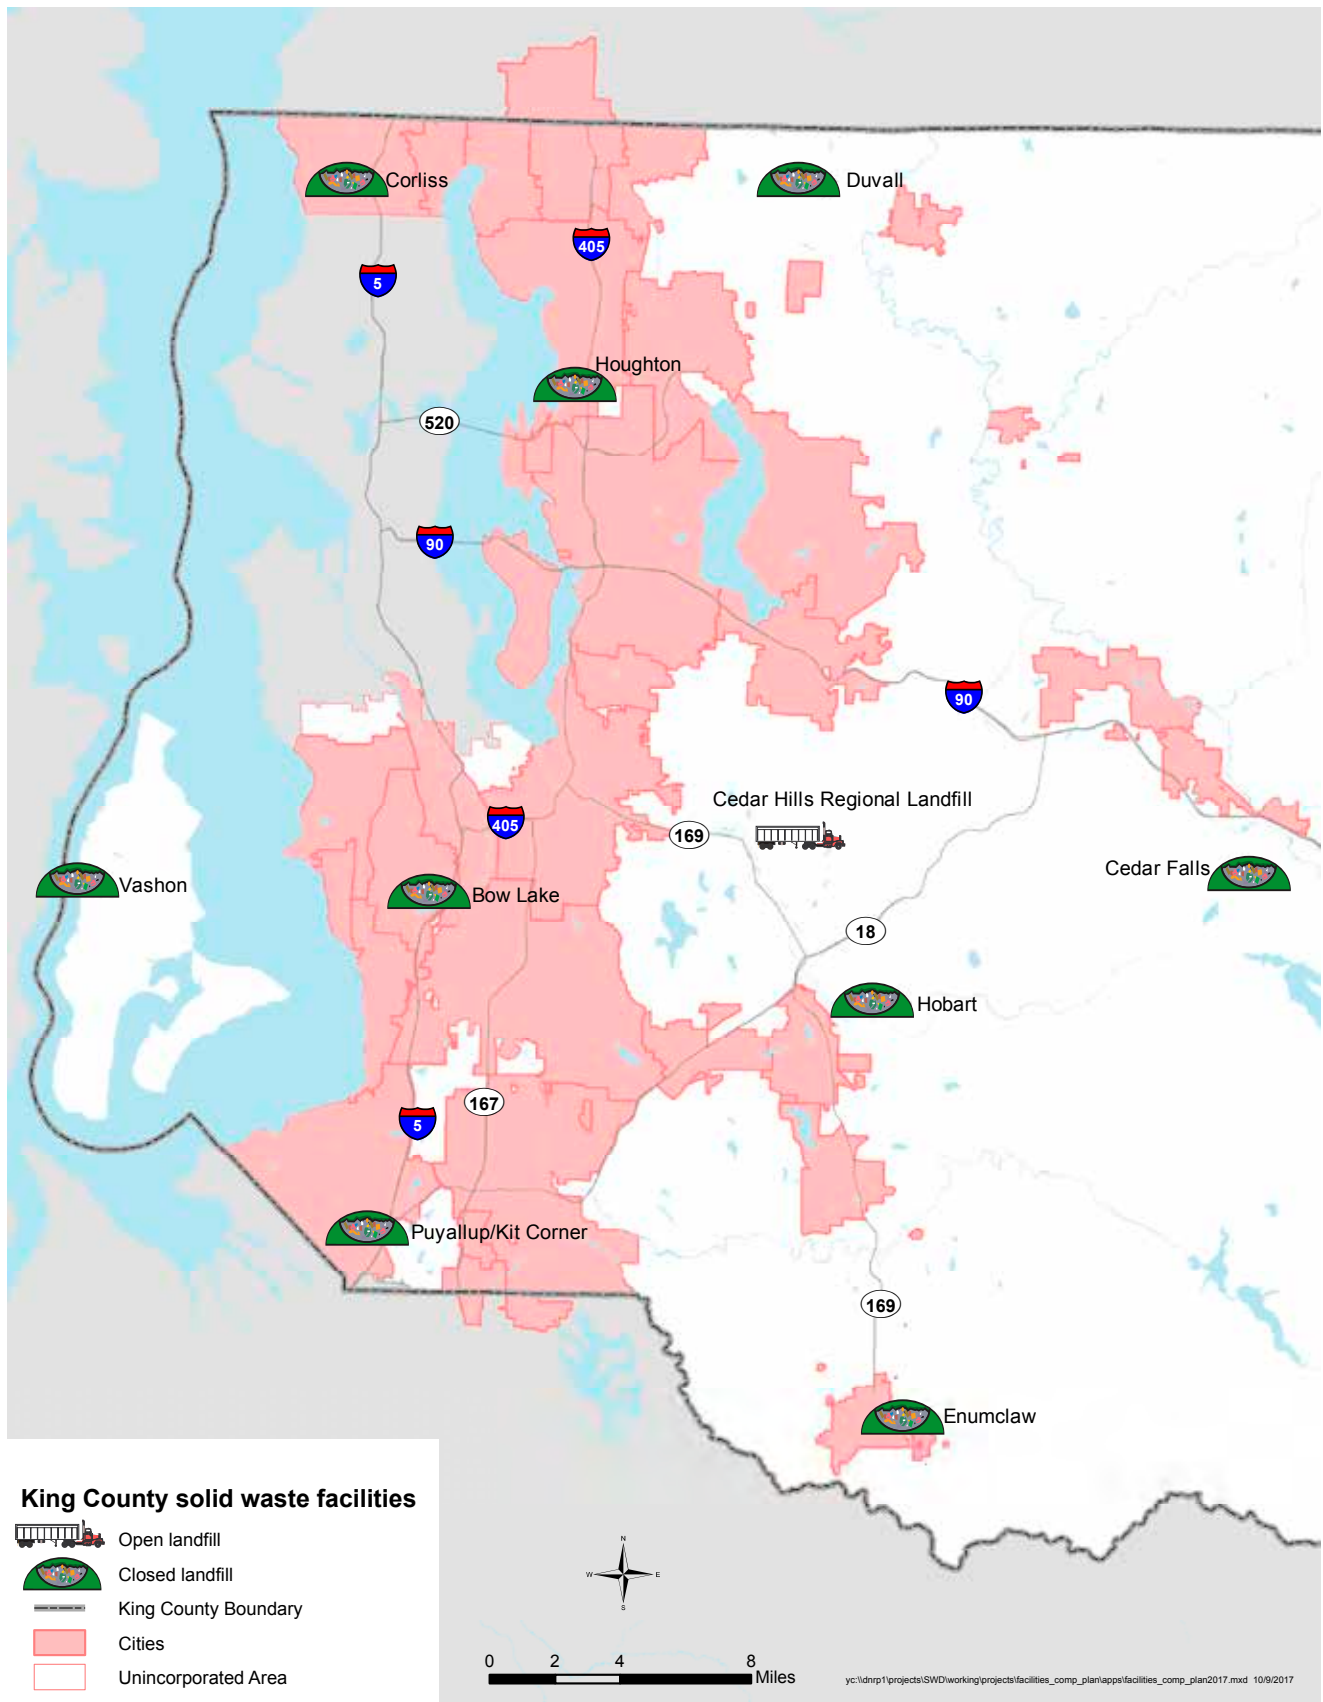 Corliss
Duvall
405
5
Houghton
520
90
90
Cedar Hills Regional Landfill
405
169
Cedar Falls
Vashon
Bow Lake
18
Hobart
167
5
Puyallup/Kit Corner
169
Enumclaw
King County solid waste facilities
Open landfill
Closed landfill
King County Boundary
Cities
Unincorporated Area
N
W E
S
0 2 4 8
Miles
yc:\\dnrp1\projects\SWD\working\projects\facilities_comp_plan\apps\facilities_comp_plan2017.mxd 10/9/2017